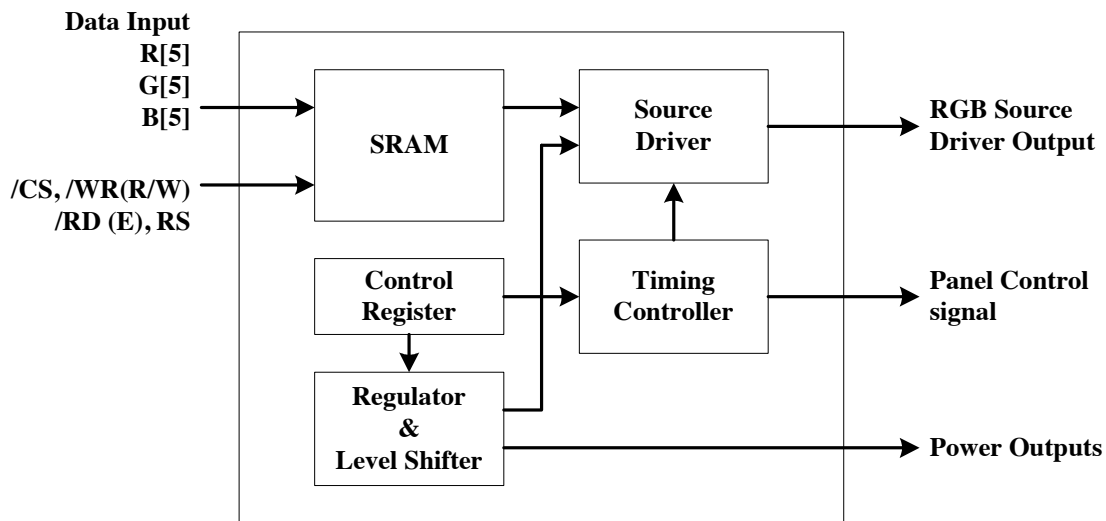 Data Input
R[5]
G[5]
B[5]
/CS, /WR(R/W)
/RD (E), RS
SRAM
Source
Driver
RGB Source
Driver Output
Control
Register
Timing
Controller
Panel Control
signal
Regulator
&
Level Shifter
Power Outputs